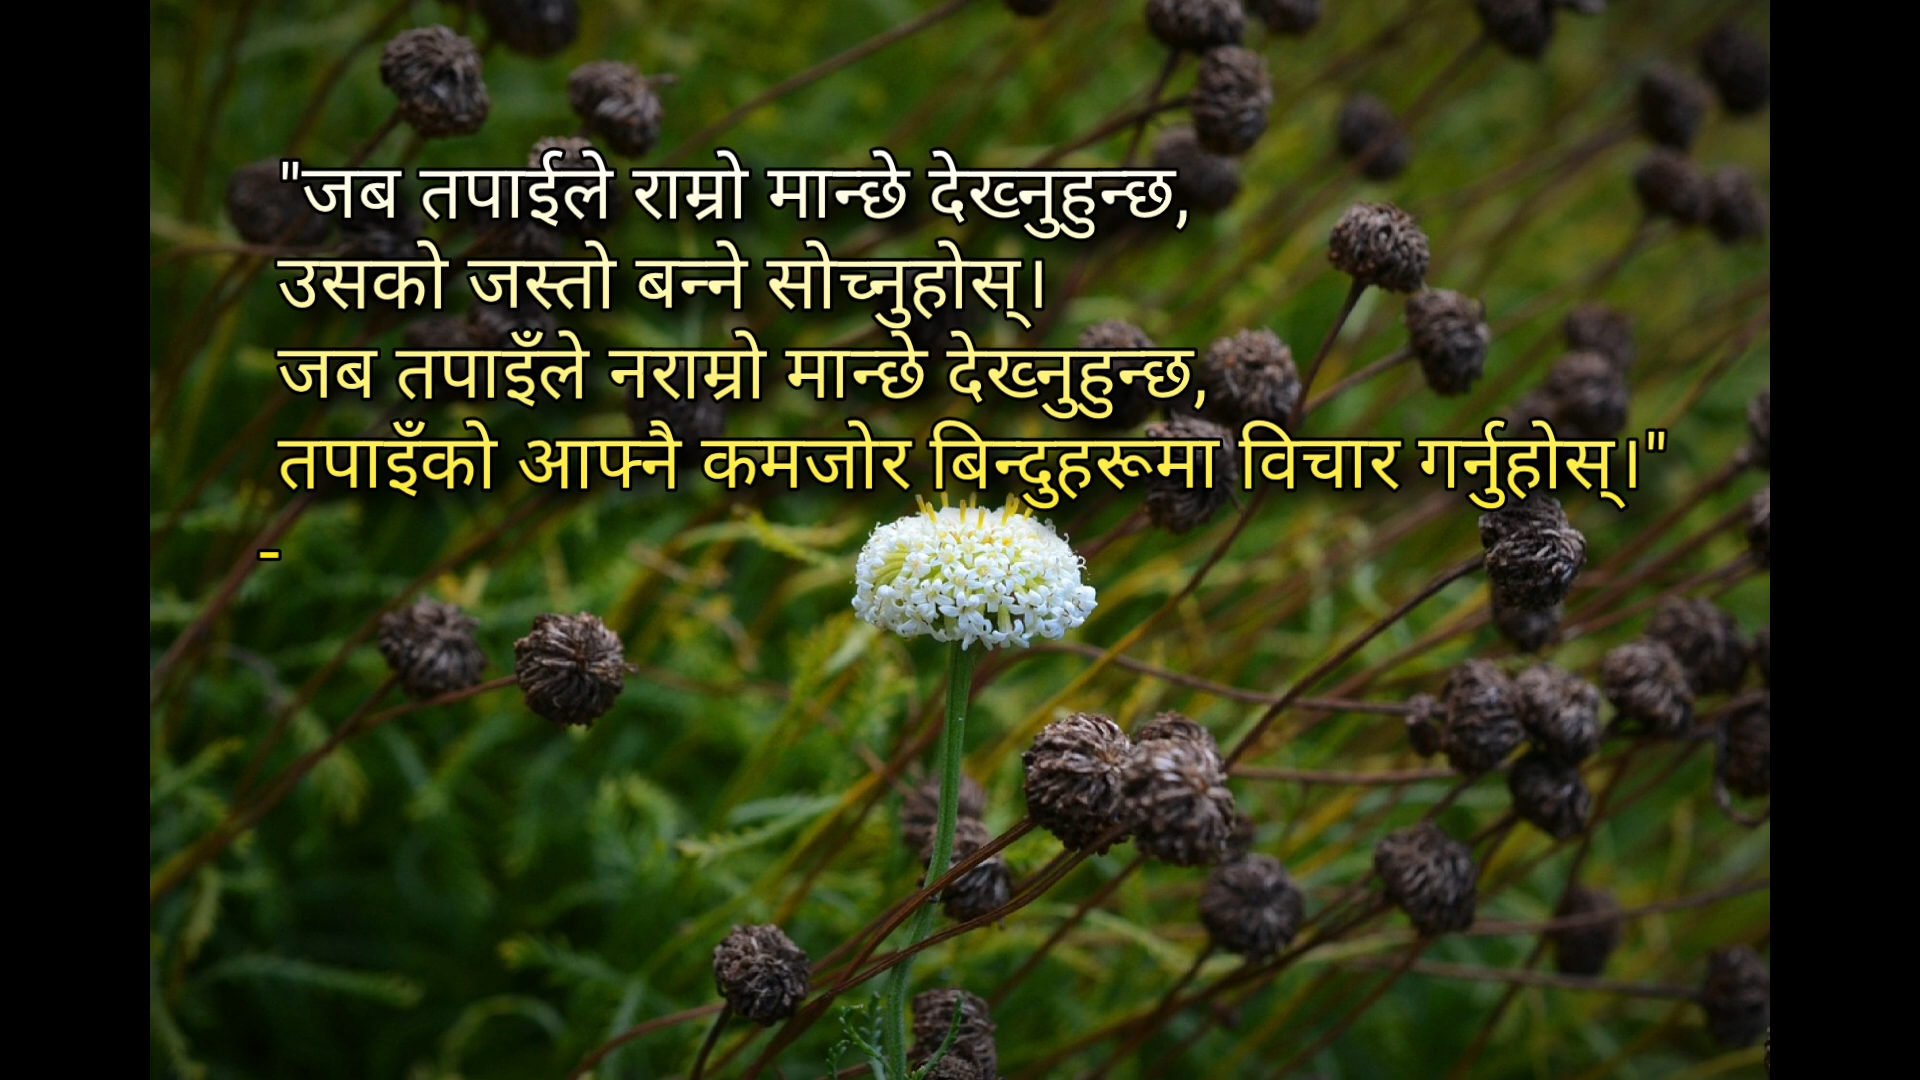 "जब तपाईले राम्रो मान्छे देख्नुहुन्छ,
उसको जस्तो बन्ने सोच्नुहोस्।
जब तपाइँले नराम्रो मान्छे देख्नुहुन्छ,
तपाइँको आफ्नै कमजोर बिन्दुहरूमा विचार गर्नुहोस्।"
-